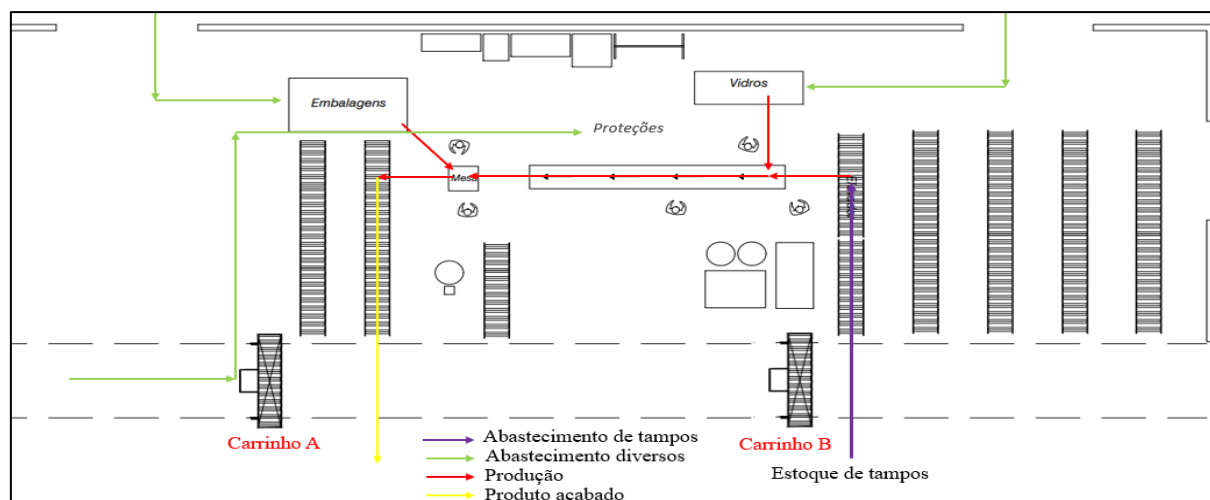 Embalagens
Vidros
Proteções
Mesa
Carrinho A
Carrinho B
Abastecimento de tampos
Abastecimento diversos
Produção
Produto acabado
Estoque de tampos